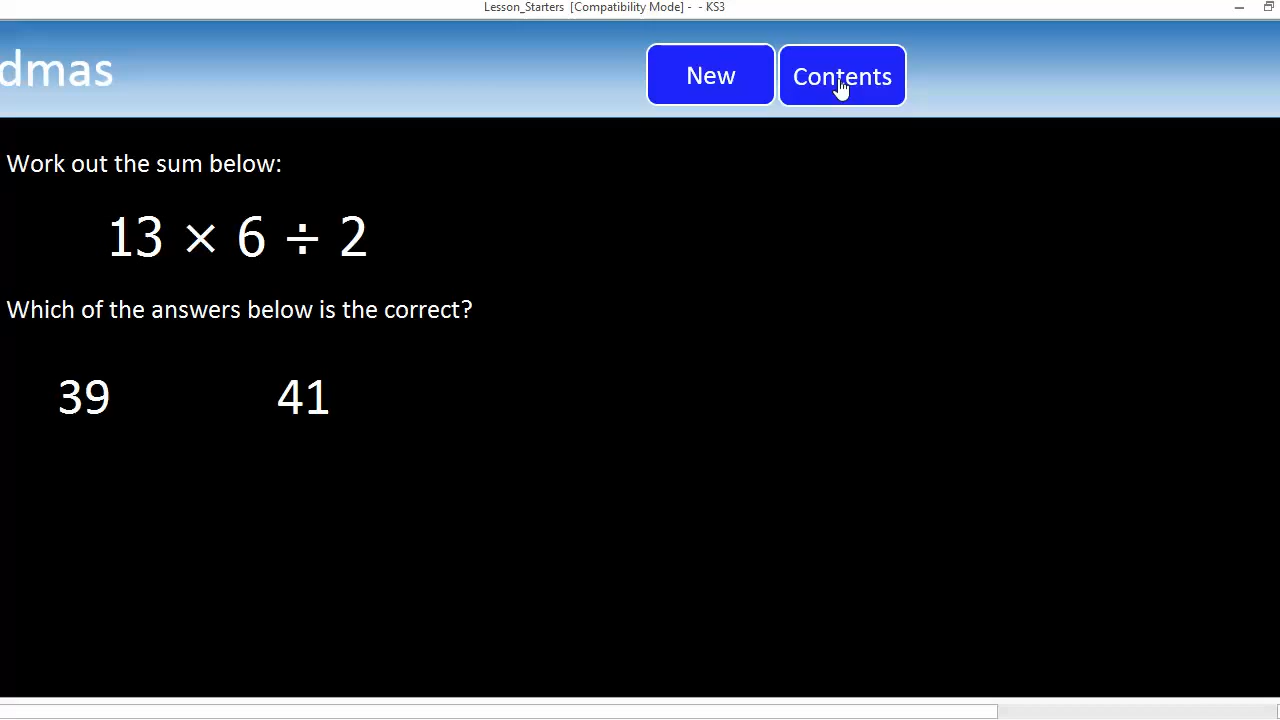 Lesson_Starters [Compatibility Mode] - - KS3
dmas
New
Contents
Work out the sum below:
13 × 6 ÷ 2
Which of the answers below is the correct?
39 41